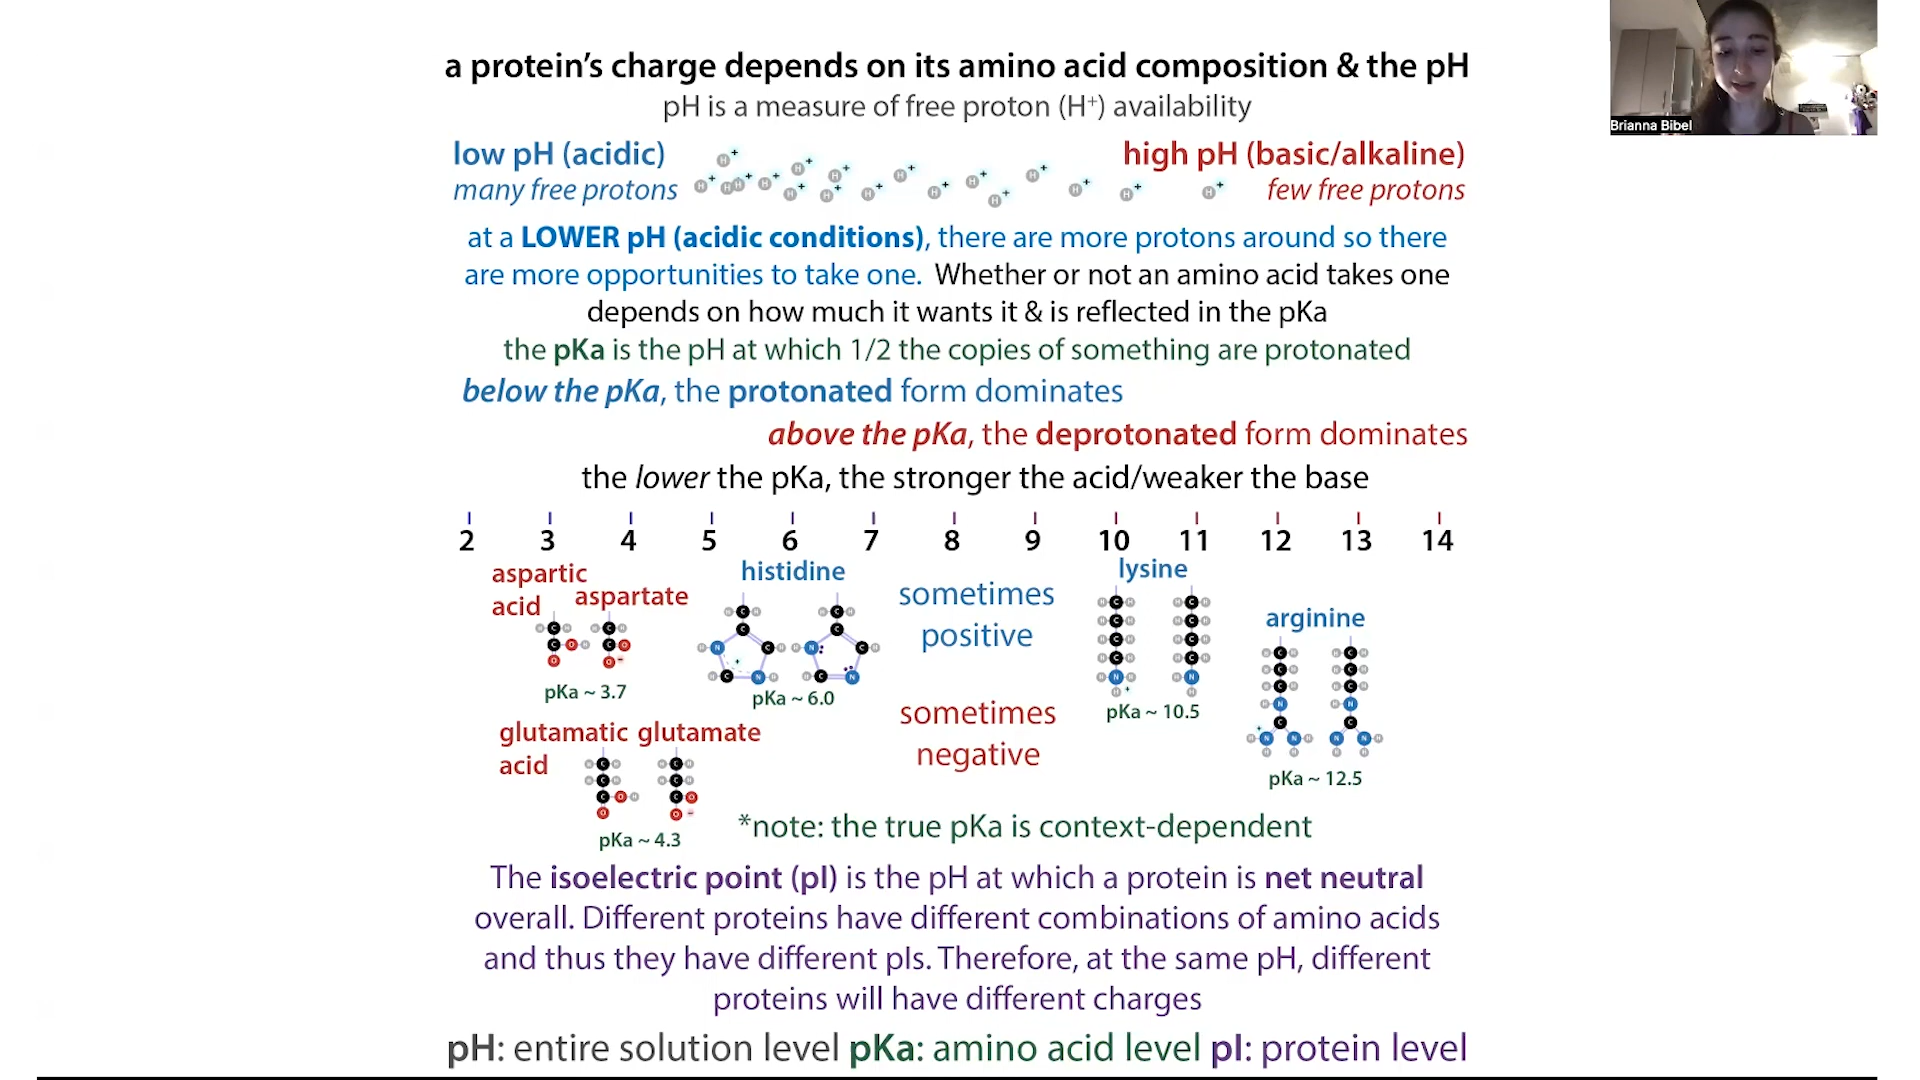 a protein's charge depends on its amino acid composition & the pH
pH is a measure of free proton (H⁺) availability
low pH (acidic)
many free protons
high pH (basic/alkaline)
few free protons
at a LOWER pH (acidic conditions), there are more protons around so there
are more opportunities to take one. Whether or not an amino acid takes one
depends on how much it wants it & is reflected in the pKa
the pKa is the pH at which 1/2 the copies of something are protonated
below the pKa, the protonated form dominates
above the pKa, the deprotonated form dominates
the lower the pKa, the stronger the acid/weaker the base
2 3 4 5 6 7 8 9 10 11 12 13 14
aspartic
acid
aspartate
pKa ~ 3.7
histidine
pKa ~ 6.0
sometimes
positive
sometimes
negative
lysine
pKa ~ 10.5
arginine
pKa ~ 12.5
glutamatic glutamate
acid
pKa ~ 4.3
*note: the true pKa is context-dependent
The isoelectric point (pI) is the pH at which a protein is net neutral
overall. Different proteins have different combinations of amino acids
and thus they have different pIs. Therefore, at the same pH, different
proteins will have different charges
pH: entire solution level pKa: amino acid level pI: protein level
Brianna Bibel